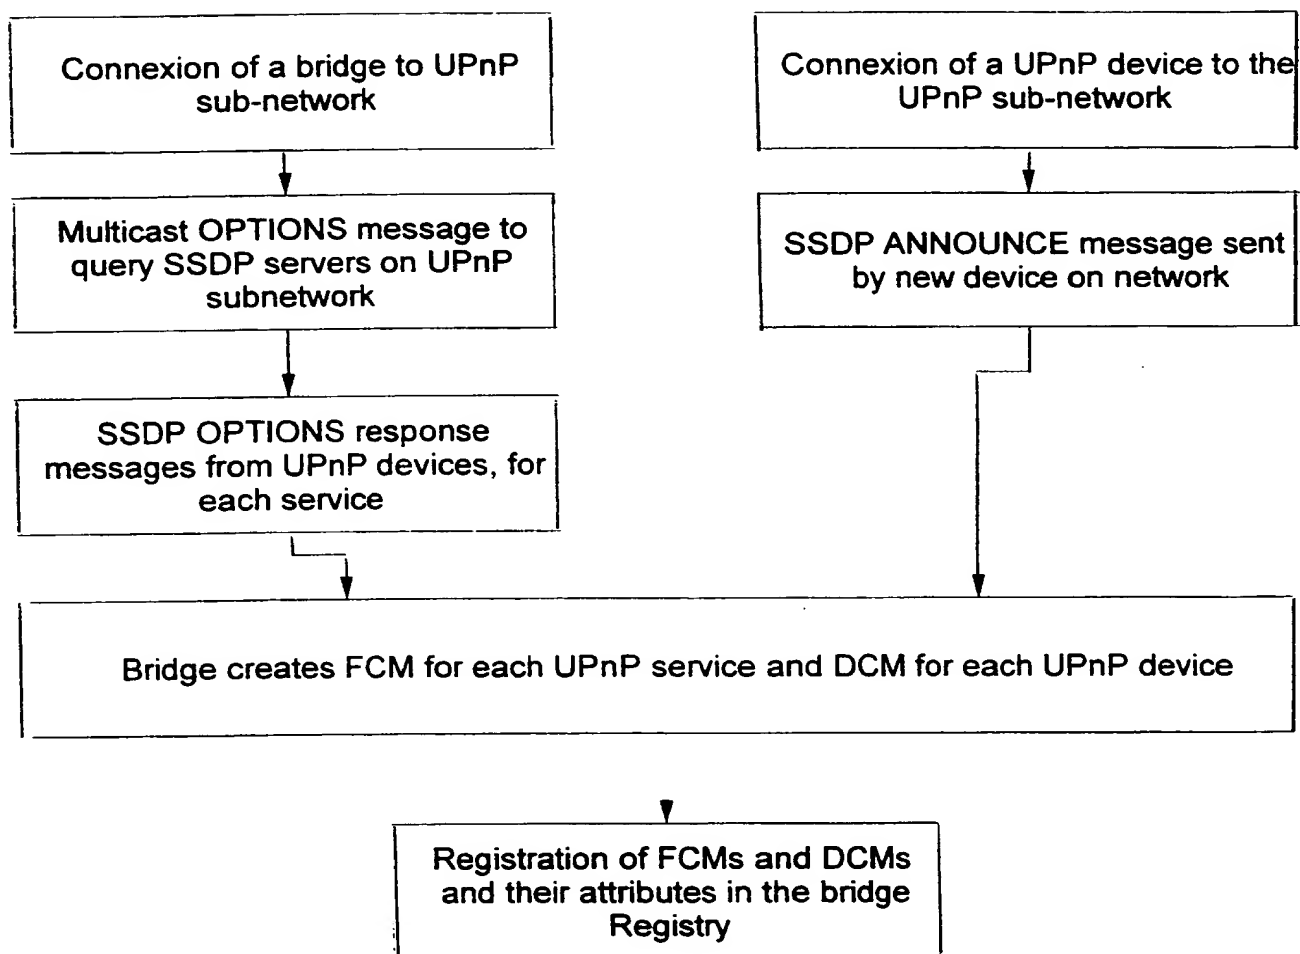 Connexion of a bridge to UPnP
sub-network
Connexion of a UPnP device to the
UPnP sub-network
Multicast OPTIONS message to
query SSDP servers on UPnP
subnetwork
SSDP ANNOUNCE message sent
by new device on network
SSDP OPTIONS response
messages from UPnP devices, for
each service
Bridge creates FCM for each UPnP service and DCM for each UPnP device
Registration of FCMs and DCMs
and their attributes in the bridge
Registry